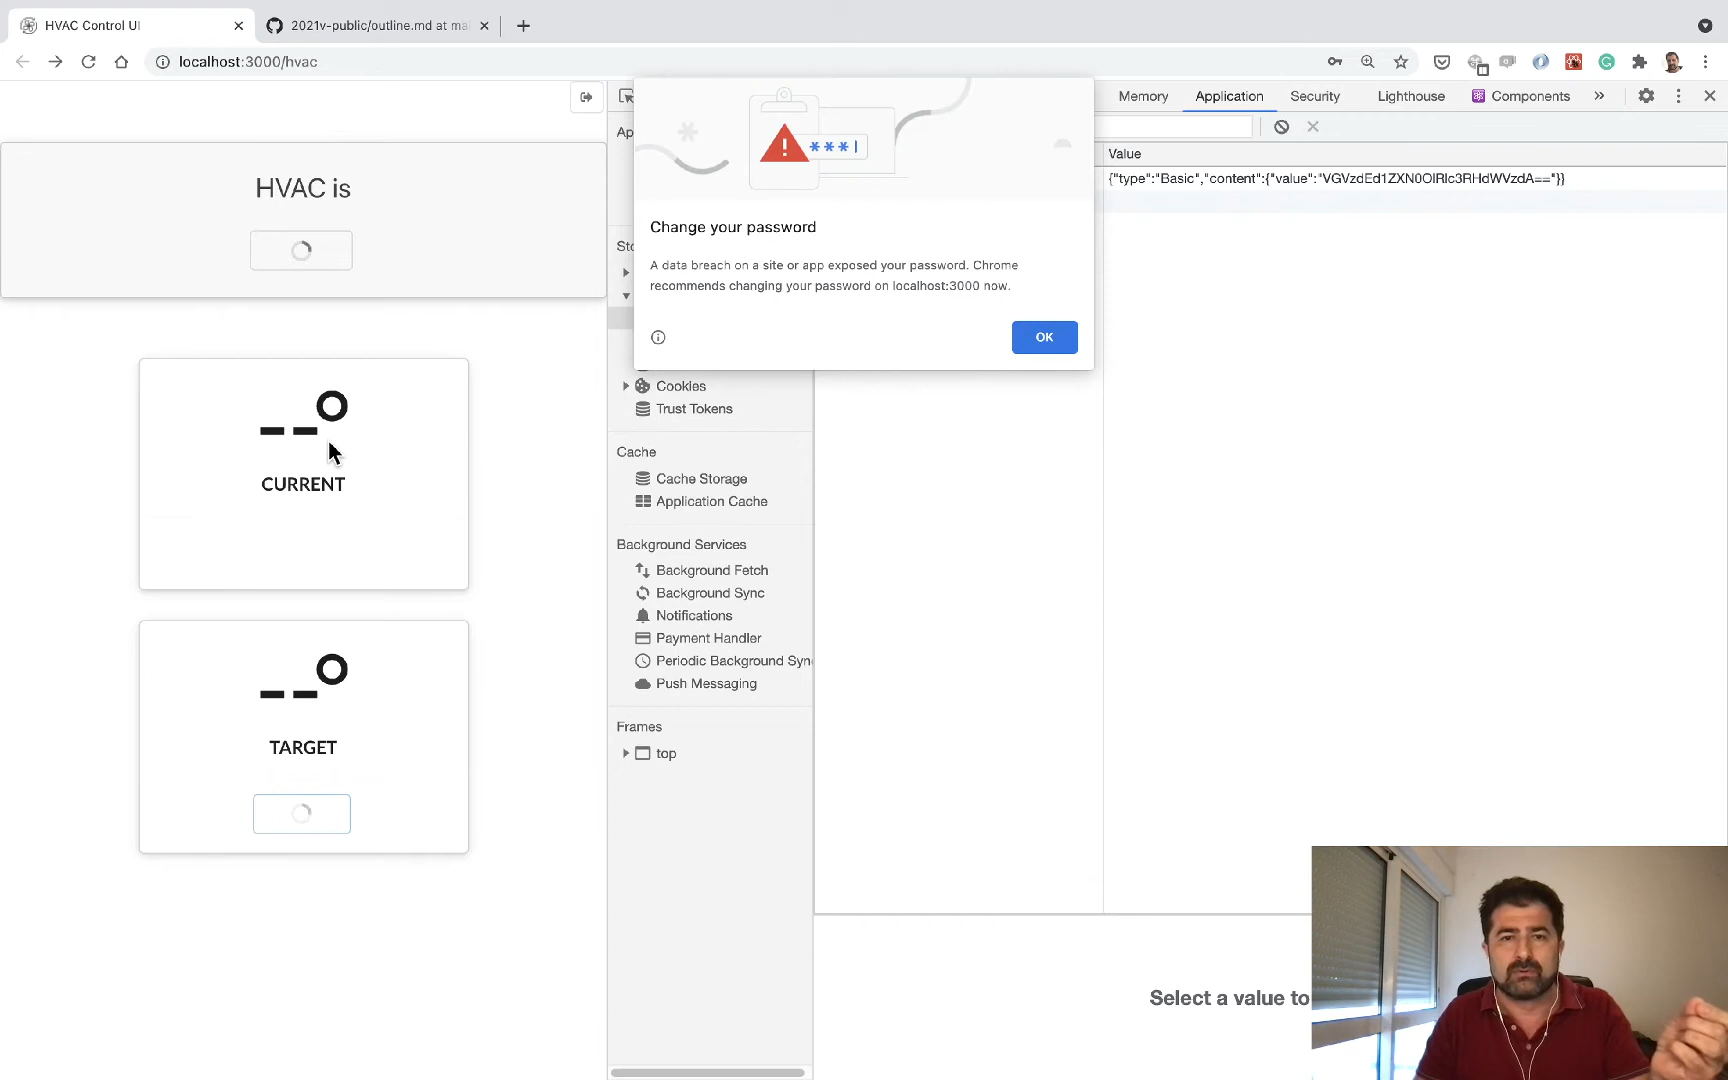 HVAC Control UI
2021v-public/outline.md at ma
localhost:3000/hvac
Memory
Application
Security
Lighthouse
Components
Ap
Value
{"type":"Basic","content":{"value":"VGVzdEd1ZXN0OlRlc3RHdWVzdA=="}}
HVAC is
***|
Change your password
A data breach on a site or app exposed your password. Chrome
recommends changing your password on localhost:3000 now.
OK
Sto
Cookies
Trust Tokens
Cache
Cache Storage
Application Cache
Background Services
Background Fetch
Background Sync
Notifications
Payment Handler
Periodic Background Sync
Push Messaging
Frames
top
--°
CURRENT
--°
TARGET
Select a value to